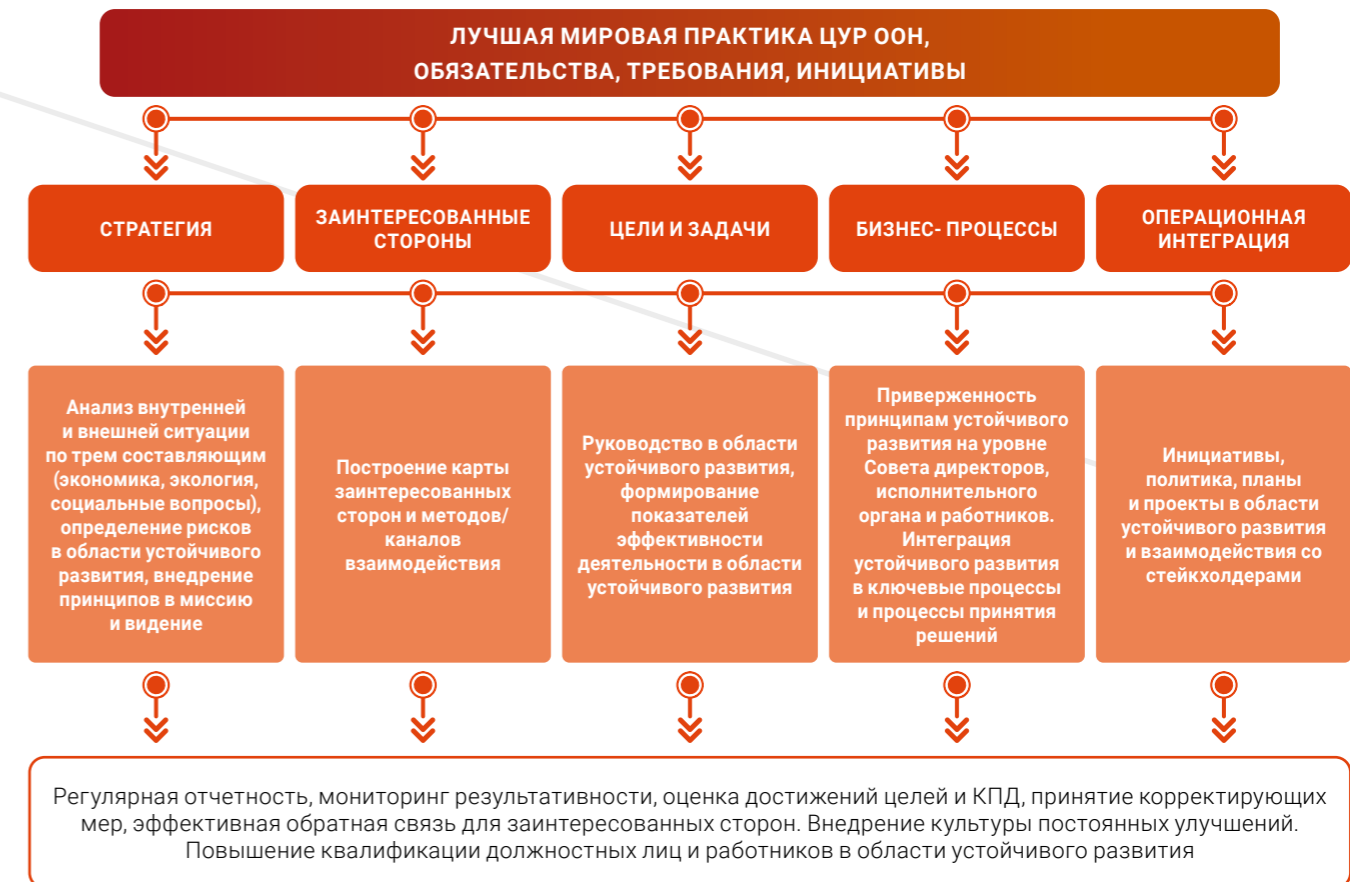 ЛУЧШАЯ МИРОВАЯ ПРАКТИКА ЦУР ООН,
ОБЯЗАТЕЛЬСТВА, ТРЕБОВАНИЯ, ИНИЦИАТИВЫ
СТРАТЕГИЯ
ЗАИНТЕРЕСОВАННЫЕ
СТОРОНЫ
ЦЕЛИ И ЗАДАЧИ
БИЗНЕС- ПРОЦЕССЫ
ОПЕРАЦИОННАЯ
ИНТЕГРАЦИЯ
Анализ внутренней
и внешней ситуации
по трем составляющим
(экономика, экология,
социальные вопросы),
определение рисков
в области устойчивого
развития, внедрение
принципов в миссию
и видение
Построение карты
заинтересованных
сторон и методов/
каналов
взаимодействия
Руководство в области
устойчивого развития,
формирование
показателей
эффективности
деятельности в области
устойчивого развития
Приверженность
принципам устойчивого
развития на уровне
Совета директоров,
исполнительного
органа и работников.
Интеграция
устойчивого развития
в ключевые процессы
и процессы принятия
решений
Инициативы,
политика, планы
и проекты в области
устойчивого развития
и взаимодействия со
стейкхолдерами
Регулярная отчетность, мониторинг результативности, оценка достижений целей и КПД, принятие корректирующих
мер, эффективная обратная связь для заинтересованных сторон. Внедрение культуры постоянных улучшений.
Повышение квалификации должностных лиц и работников в области устойчивого развития